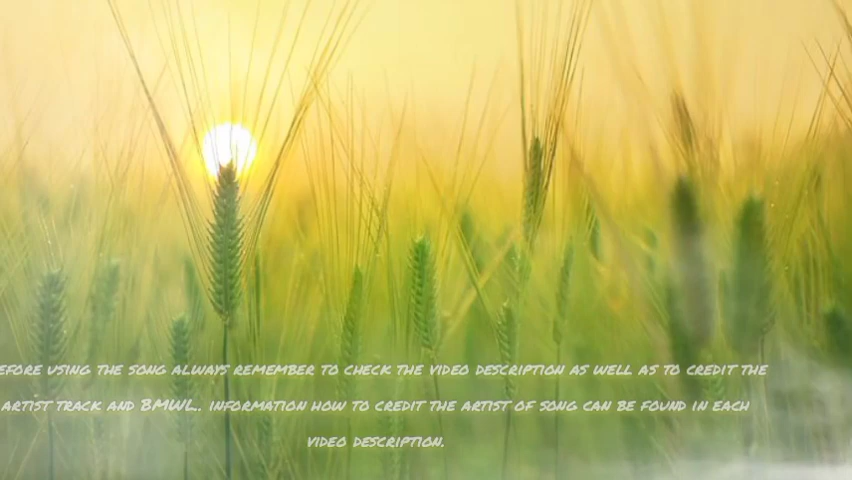 EFORE USING THE SONG ALWAYS REMEMBER TO CHECK THE VIDEO DESCRIPTION AS WELL AS TO CREDIT THE
ARTIST TRACK AND BMWL.. INFORMATION HOW TO CREDIT THE ARTIST OF SONG CAN BE FOUND IN EACH
VIDEO DESCRIPTION.